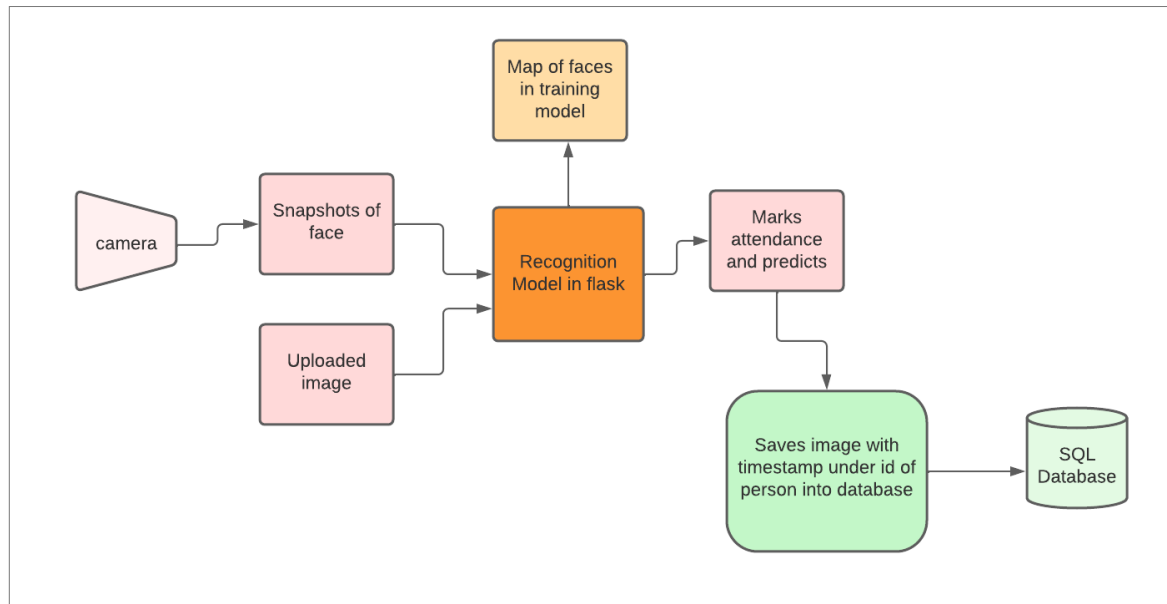 Map of faces
in training
model
camera
Snapshots of
face
Uploaded
image
Recognition
Model in flask
Marks
attendance
and predicts
Saves image with
timestamp under id of
person into database
SQL
Database